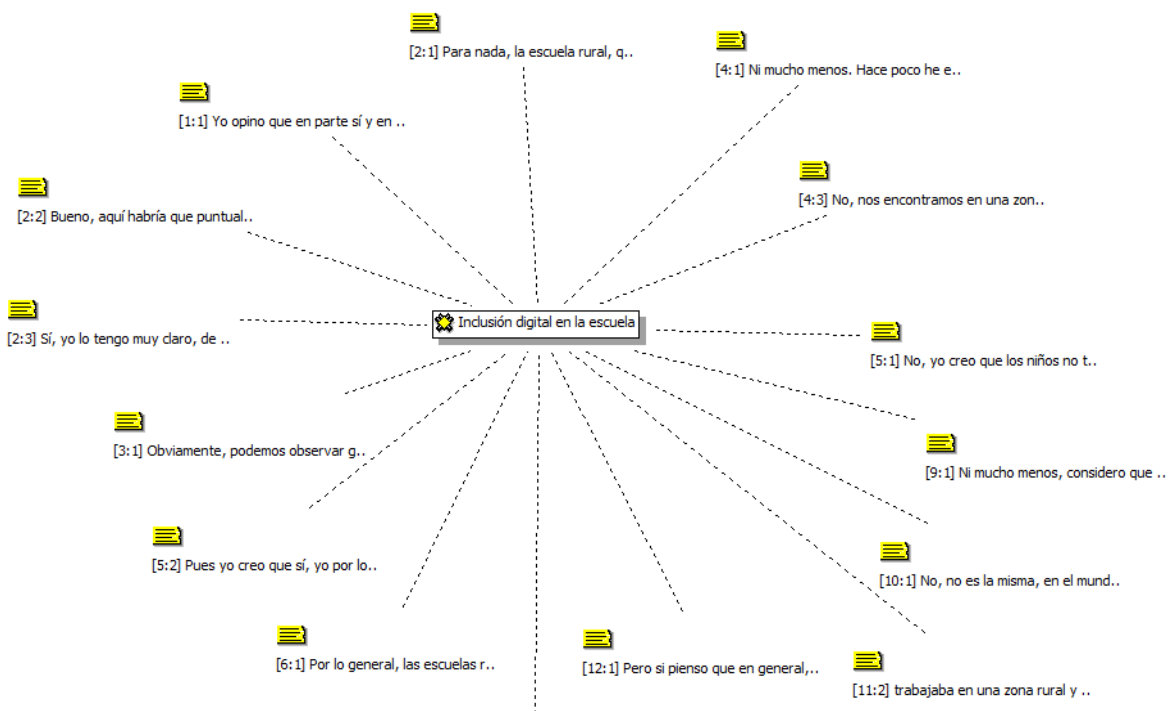 [2:1] Para nada, la escuela rural, q..
[4:1] Ni mucho menos. Hace poco he e..
[1:1] Yo opino que en parte sí y en ..
[4:3] No, nos encontramos en una zon..
[2:2] Bueno, aquí habría que puntual..
Inclusión digital en la escuela
[2:3] Sí, yo lo tengo muy claro, de ..
[5:1] No, yo creo que los niños no t..
[3:1] Obviamente, podemos observar g..
[9:1] Ni mucho menos, considero que ..
[5:2] Pues yo creo que sí, yo por lo..
[10:1] No, no es la misma, en el mund..
[6:1] Por lo general, las escuelas r..
[12:1] Pero si pienso que en general,..
[11:2] trabajaba en una zona rural y ..